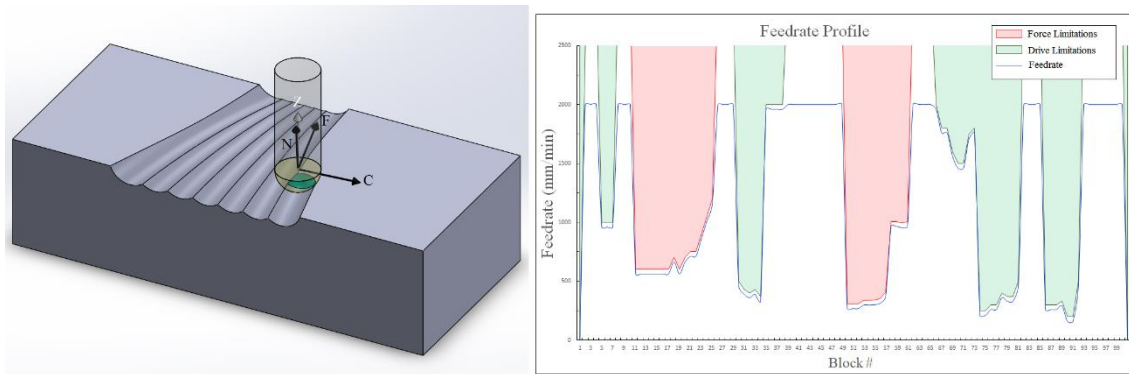 Z
F
N
C
Feedrate Profile
Force Limitations
Drive Limitations
Feedrate
Feedrate (mm/min)
2500
2000
1500
1000
500
1 3 5 7 9 11 13 15 17 19 21 23 25 27 29 31 33 35 37 39 41 43 45 47 49 51 53 55 57 59 61 63 65 67 69 71 73 75 77 79 81 83 85 87 89 91 93 95 97 99
Block #